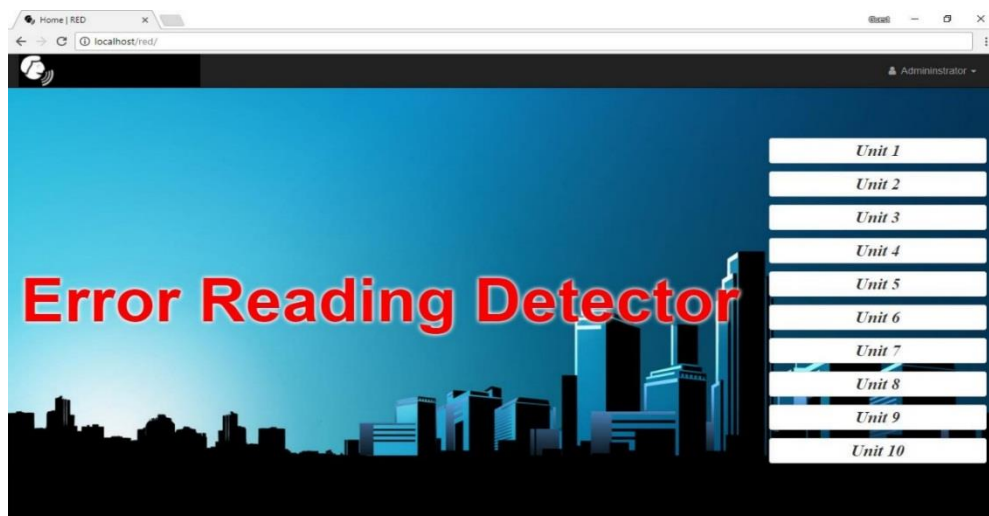 Home | RED
Guest
localhost/red/
Admininstrator
Unit 1
Unit 2
Unit 3
Unit 4
Unit 5
Error Reading Detector
Unit 6
Unit 7
Unit 8
Unit 9
Unit 10